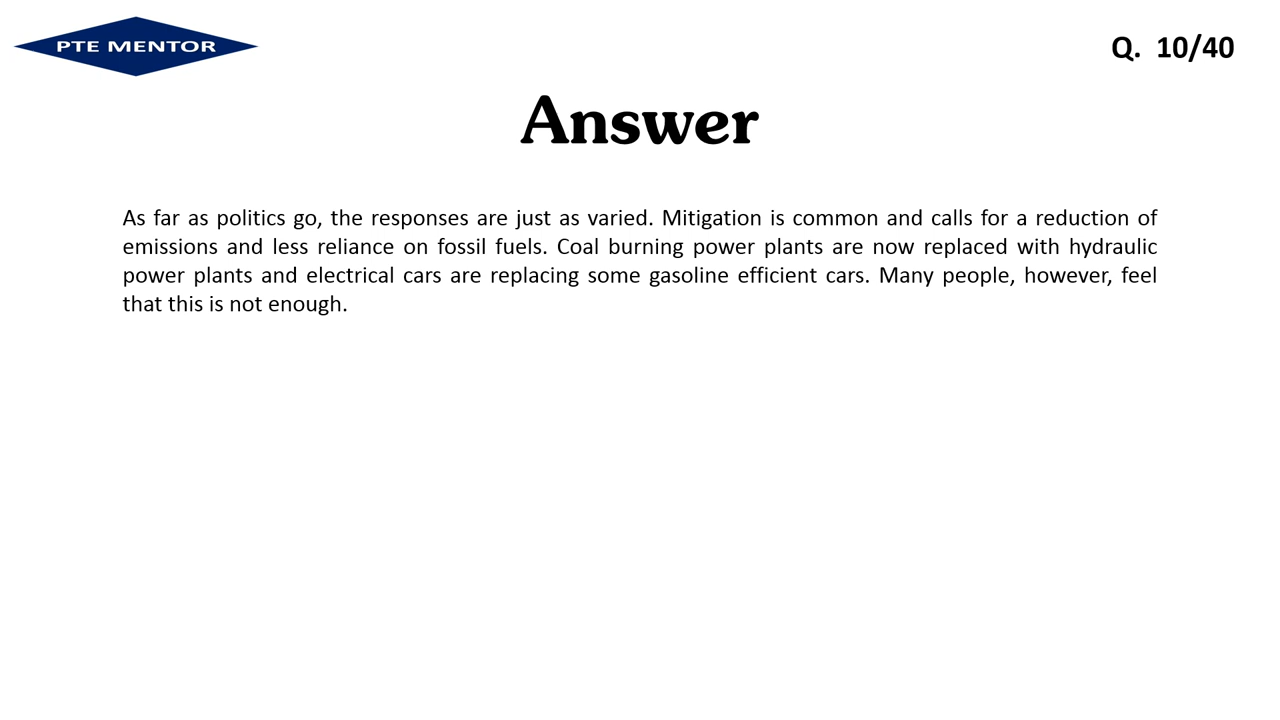 PTE MENTOR
Q. 10/40
Answer
As far as politics go, the responses are just as varied. Mitigation is common and calls for a reduction of
emissions and less reliance on fossil fuels. Coal burning power plants are now replaced with hydraulic
power plants and electrical cars are replacing some gasoline efficient cars. Many people, however, feel
that this is not enough.